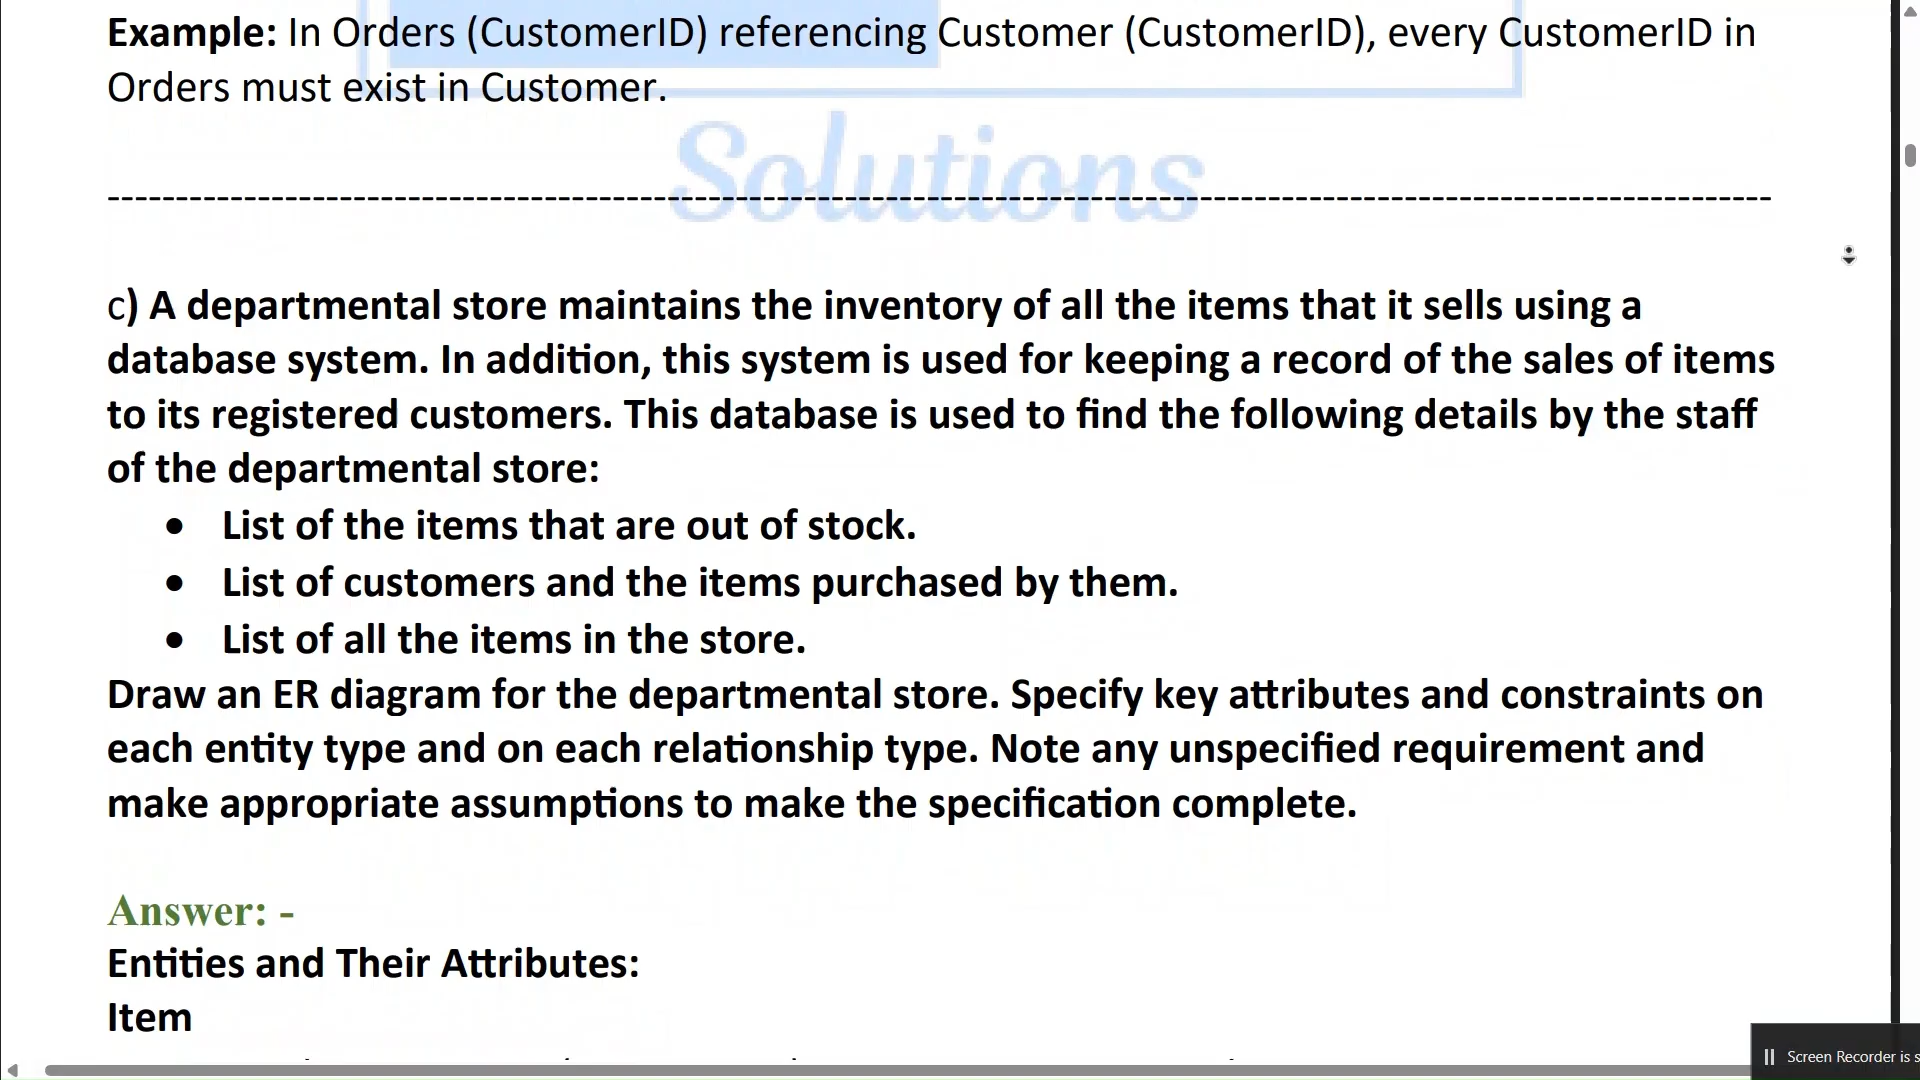 Example: In Orders (CustomerID) referencing Customer (CustomerID), every CustomerID in
Orders must exist in Customer.
Solutions
--------------------------------------------------------------------------------------------------------------------------
c) A departmental store maintains the inventory of all the items that it sells using a
database system. In addition, this system is used for keeping a record of the sales of items
to its registered customers. This database is used to find the following details by the staff
of the departmental store:
• List of the items that are out of stock.
• List of customers and the items purchased by them.
• List of all the items in the store.
Draw an ER diagram for the departmental store. Specify key attributes and constraints on
each entity type and on each relationship type. Note any unspecified requirement and
make appropriate assumptions to make the specification complete.
Answer: -
Entities and Their Attributes:
Item
Screen Recorder is s